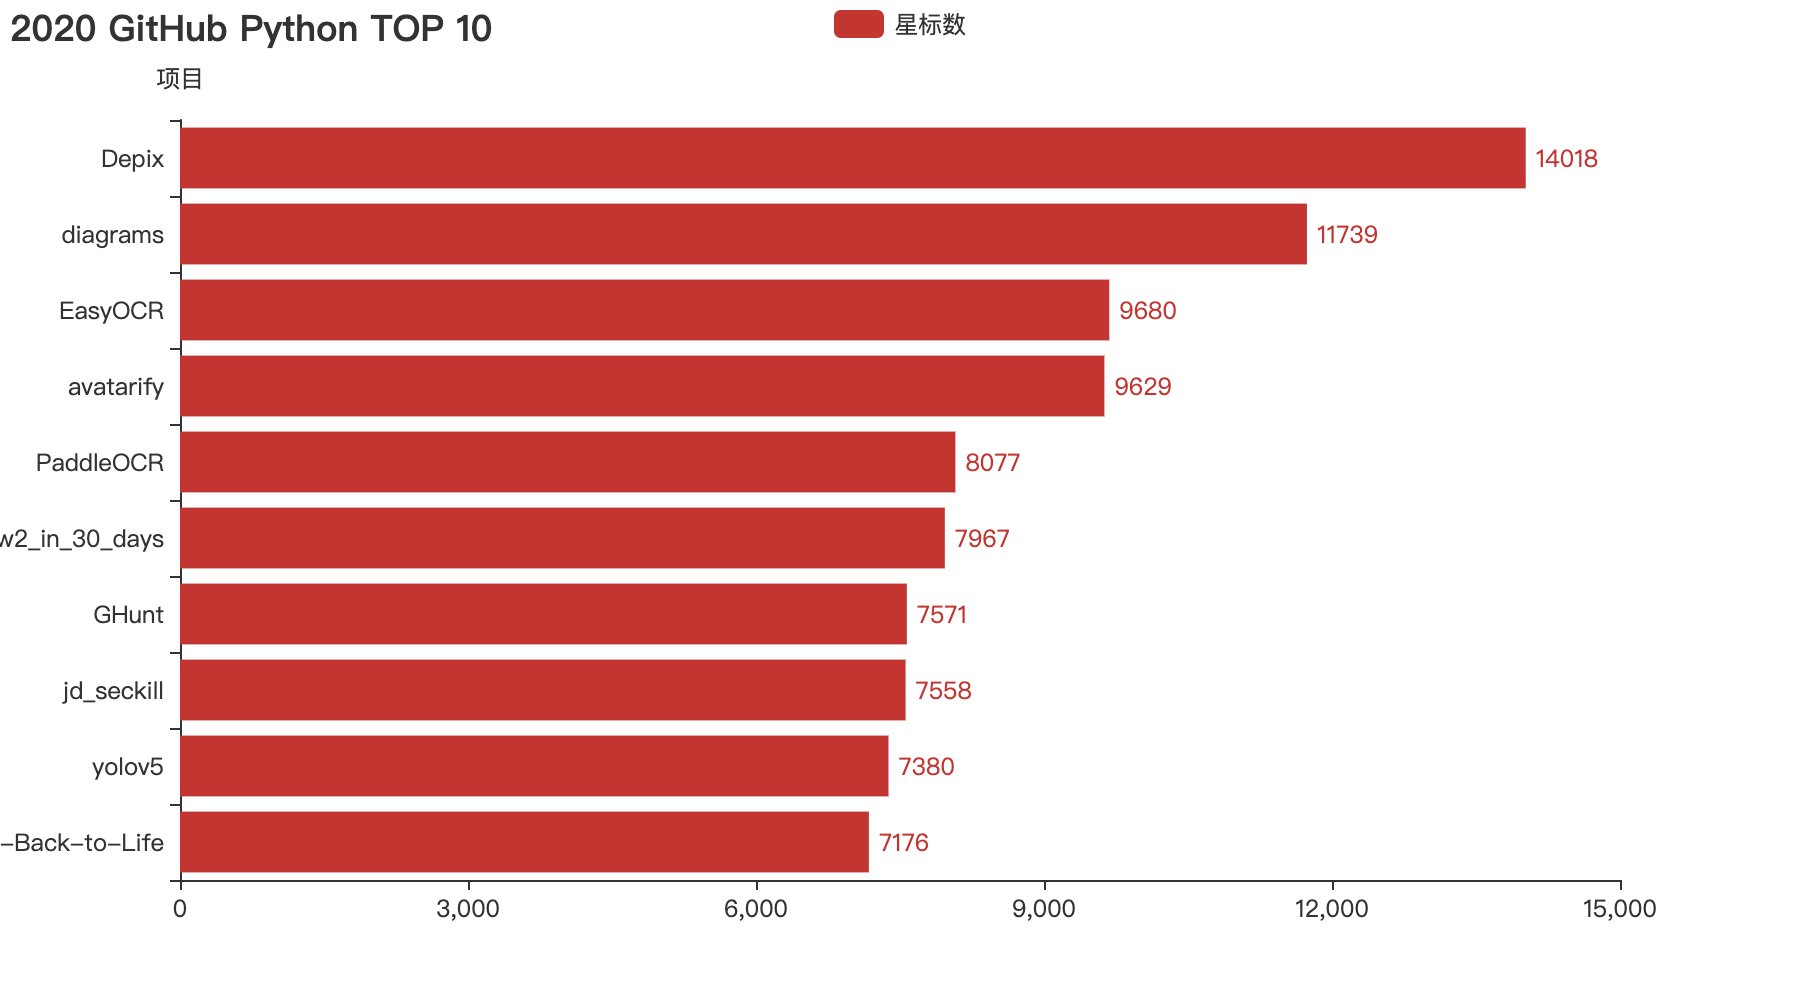 2020 GitHub Python TOP 10
星标数
项目
Depix 14018
diagrams 11739
EasyOCR 9680
avatarify 9629
PaddleOCR 8077
w2_in_30_days 7967
GHunt 7571
jd_seckill 7558
yolov5 7380
-Back-to-Life 7176
0 3,000 6,000 9,000 12,000 15,000